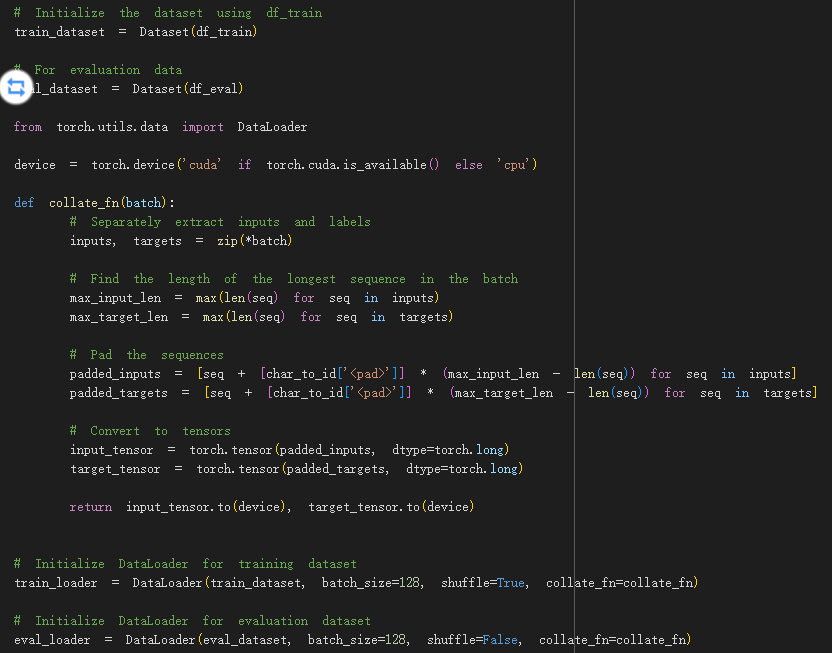 # Initialize the dataset using df_train
train_dataset = Dataset(df_train)
# For evaluation data
l_dataset = Dataset(df_eval)
from torch.utils.data import DataLoader
device = torch.device('cuda' if torch.cuda.is_available() else 'cpu')
def collate_fn(batch):
# Separately extract inputs and labels
inputs, targets = zip(*batch)
# Find the length of the longest sequence in the batch
max_input_len = max(len(seq) for seq in inputs)
max_target_len = max(len(seq) for seq in targets)
# Pad the sequences
padded_inputs = [seq + [char_to_id['<pad>']] * (max_input_len - len(seq)) for seq in inputs]
padded_targets = [seq + [char_to_id['<pad>']] * (max_target_len - len(seq)) for seq in targets]
# Convert to tensors
input_tensor = torch.tensor(padded_inputs, dtype=torch.long)
target_tensor = torch.tensor(padded_targets, dtype=torch.long)
return input_tensor.to(device), target_tensor.to(device)
# Initialize DataLoader for training dataset
train_loader = DataLoader(train_dataset, batch_size=128, shuffle=True, collate_fn=collate_fn)
# Initialize DataLoader for evaluation dataset
eval_loader = DataLoader(eval_dataset, batch_size=128, shuffle=False, collate_fn=collate_fn)